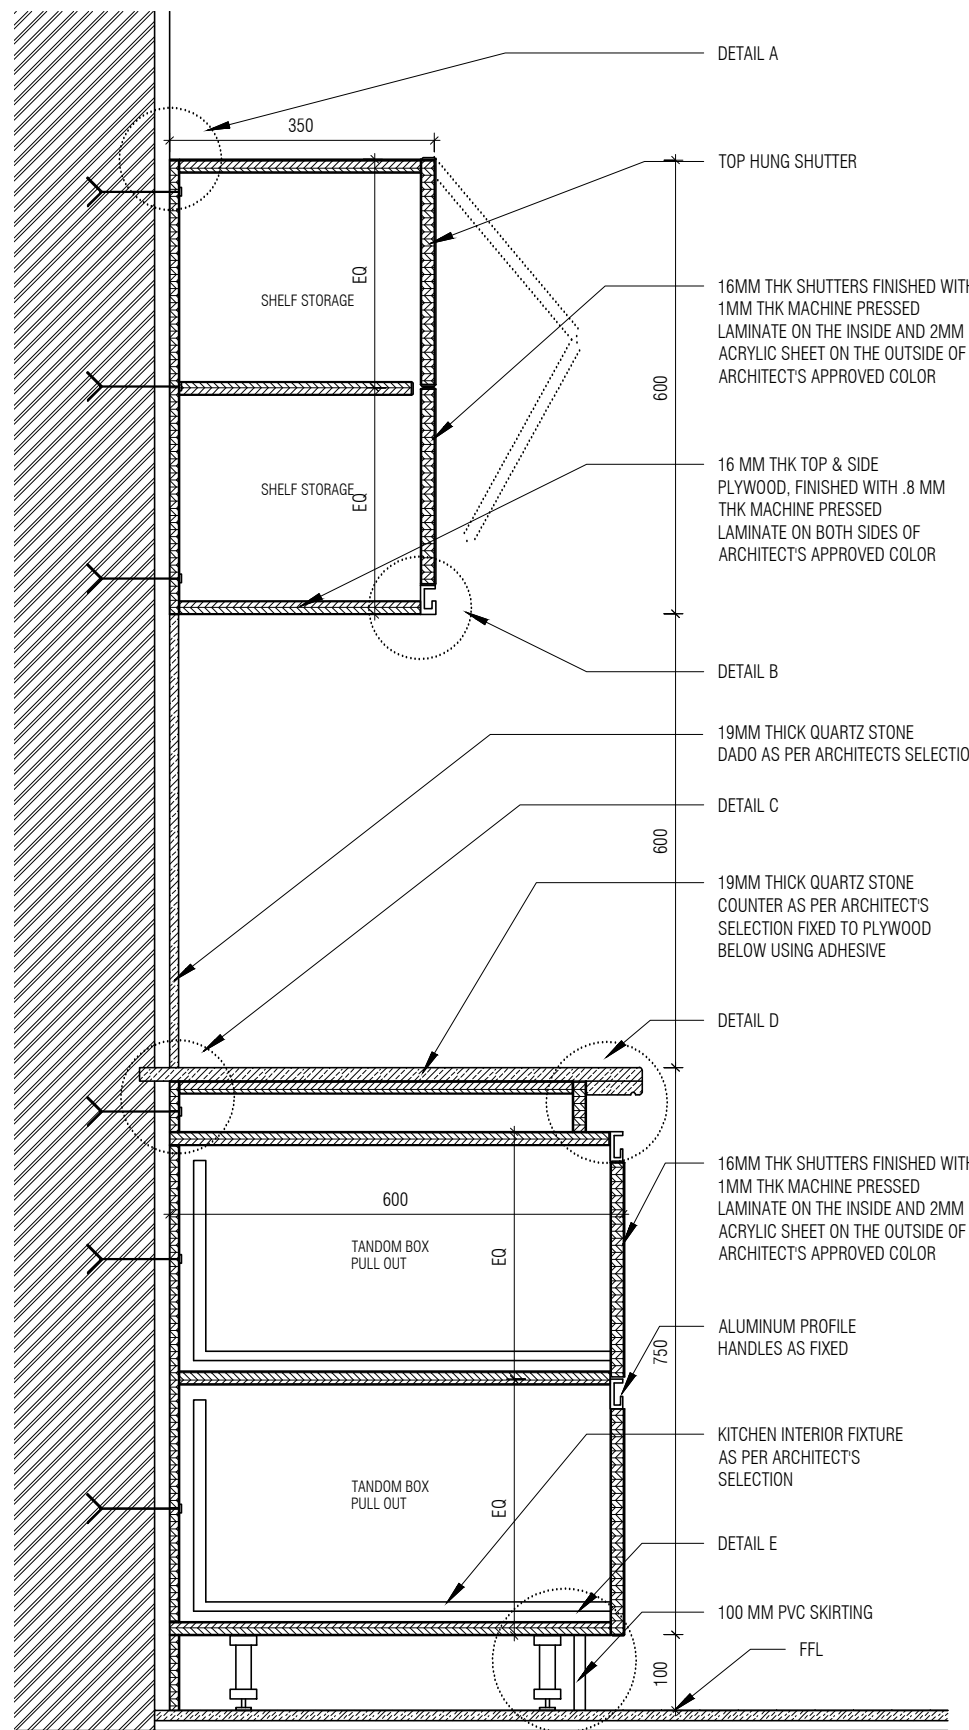 DETAIL A
350
TOP HUNG SHUTTER
EQ
SHELF STORAGE
16MM THK SHUTTERS FINISHED WITH
1MM THK MACHINE PRESSED
LAMINATE ON THE INSIDE AND 2MM
ACRYLIC SHEET ON THE OUTSIDE OF
ARCHITECT'S APPROVED COLOR
600
SHELF STORAGE
EQ
16 MM THK TOP & SIDE
PLYWOOD, FINISHED WITH .8 MM
THK MACHINE PRESSED
LAMINATE ON BOTH SIDES OF
ARCHITECT'S APPROVED COLOR
DETAIL B
19MM THICK QUARTZ STONE
DADO AS PER ARCHITECTS SELECTIO
DETAIL C
600
19MM THICK QUARTZ STONE
COUNTER AS PER ARCHITECT'S
SELECTION FIXED TO PLYWOOD
BELOW USING ADHESIVE
DETAIL D
16MM THK SHUTTERS FINISHED WITH
1MM THK MACHINE PRESSED
LAMINATE ON THE INSIDE AND 2MM
ACRYLIC SHEET ON THE OUTSIDE OF
ARCHITECT'S APPROVED COLOR
600
TANDOM BOX
PULL OUT
EQ
ALUMINUM PROFILE
HANDLES AS FIXED
750
KITCHEN INTERIOR FIXTURE
AS PER ARCHITECT'S
SELECTION
TANDOM BOX
PULL OUT
EQ
DETAIL E
100 MM PVC SKIRTING
FFL
100